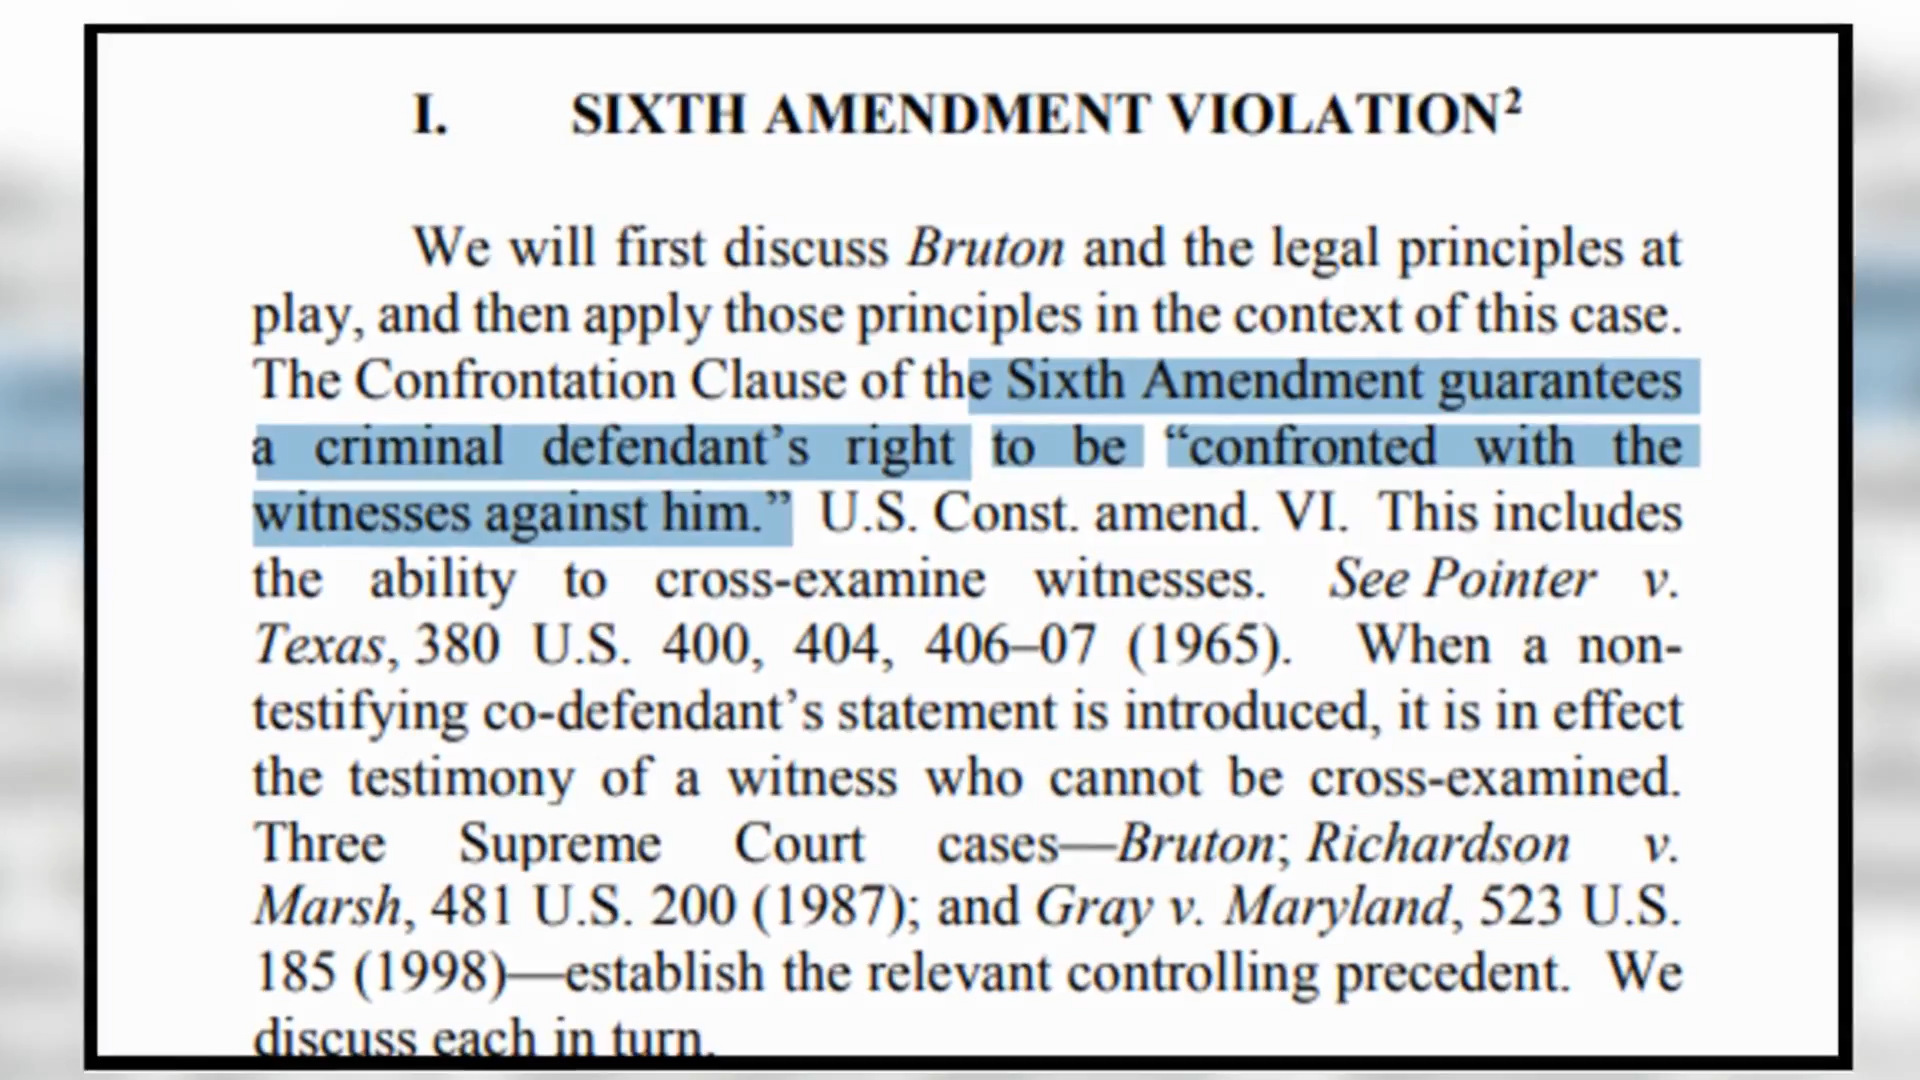 I. SIXTH AMENDMENT VIOLATION²
We will first discuss Bruton and the legal principles at
play, and then apply those principles in the context of this case.
The Confrontation Clause of the Sixth Amendment guarantees
a criminal defendant’s right to be “confronted with the
witnesses against him.” U.S. Const. amend. VI. This includes
the ability to cross-examine witnesses. See Pointer v.
Texas, 380 U.S. 400, 404, 406–07 (1965). When a non-
testifying co-defendant’s statement is introduced, it is in effect
the testimony of a witness who cannot be cross-examined.
Three Supreme Court cases—Bruton; Richardson v.
Marsh, 481 U.S. 200 (1987); and Gray v. Maryland, 523 U.S.
185 (1998)—establish the relevant controlling precedent. We
discuss each in turn.